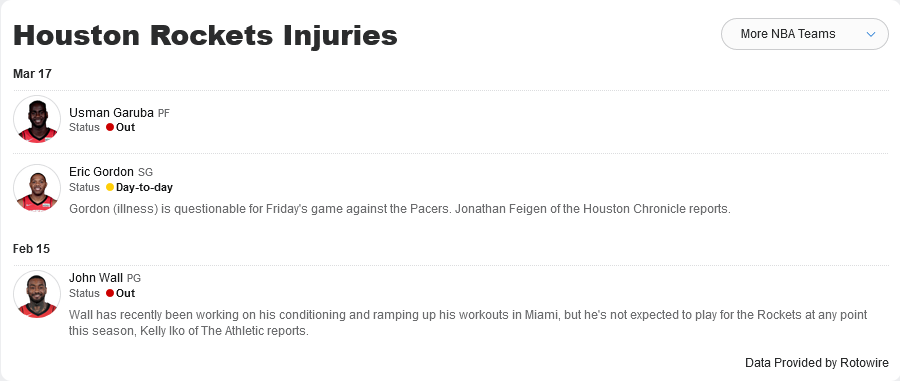 Houston Rockets Injuries
More NBA Teams
Mar 17
Usman Garuba PF
Status Out
Eric Gordon SG
Status Day-to-day
Gordon (illness) is questionable for Friday's game against the Pacers. Jonathan Feigen of the Houston Chronicle reports.
Feb 15
John Wall PG
Status Out
Wall has recently been working on his conditioning and ramping up his workouts in Miami, but he's not expected to play for the Rockets at any point
this season, Kelly Iko of The Athletic reports.
Data Provided by Rotowire